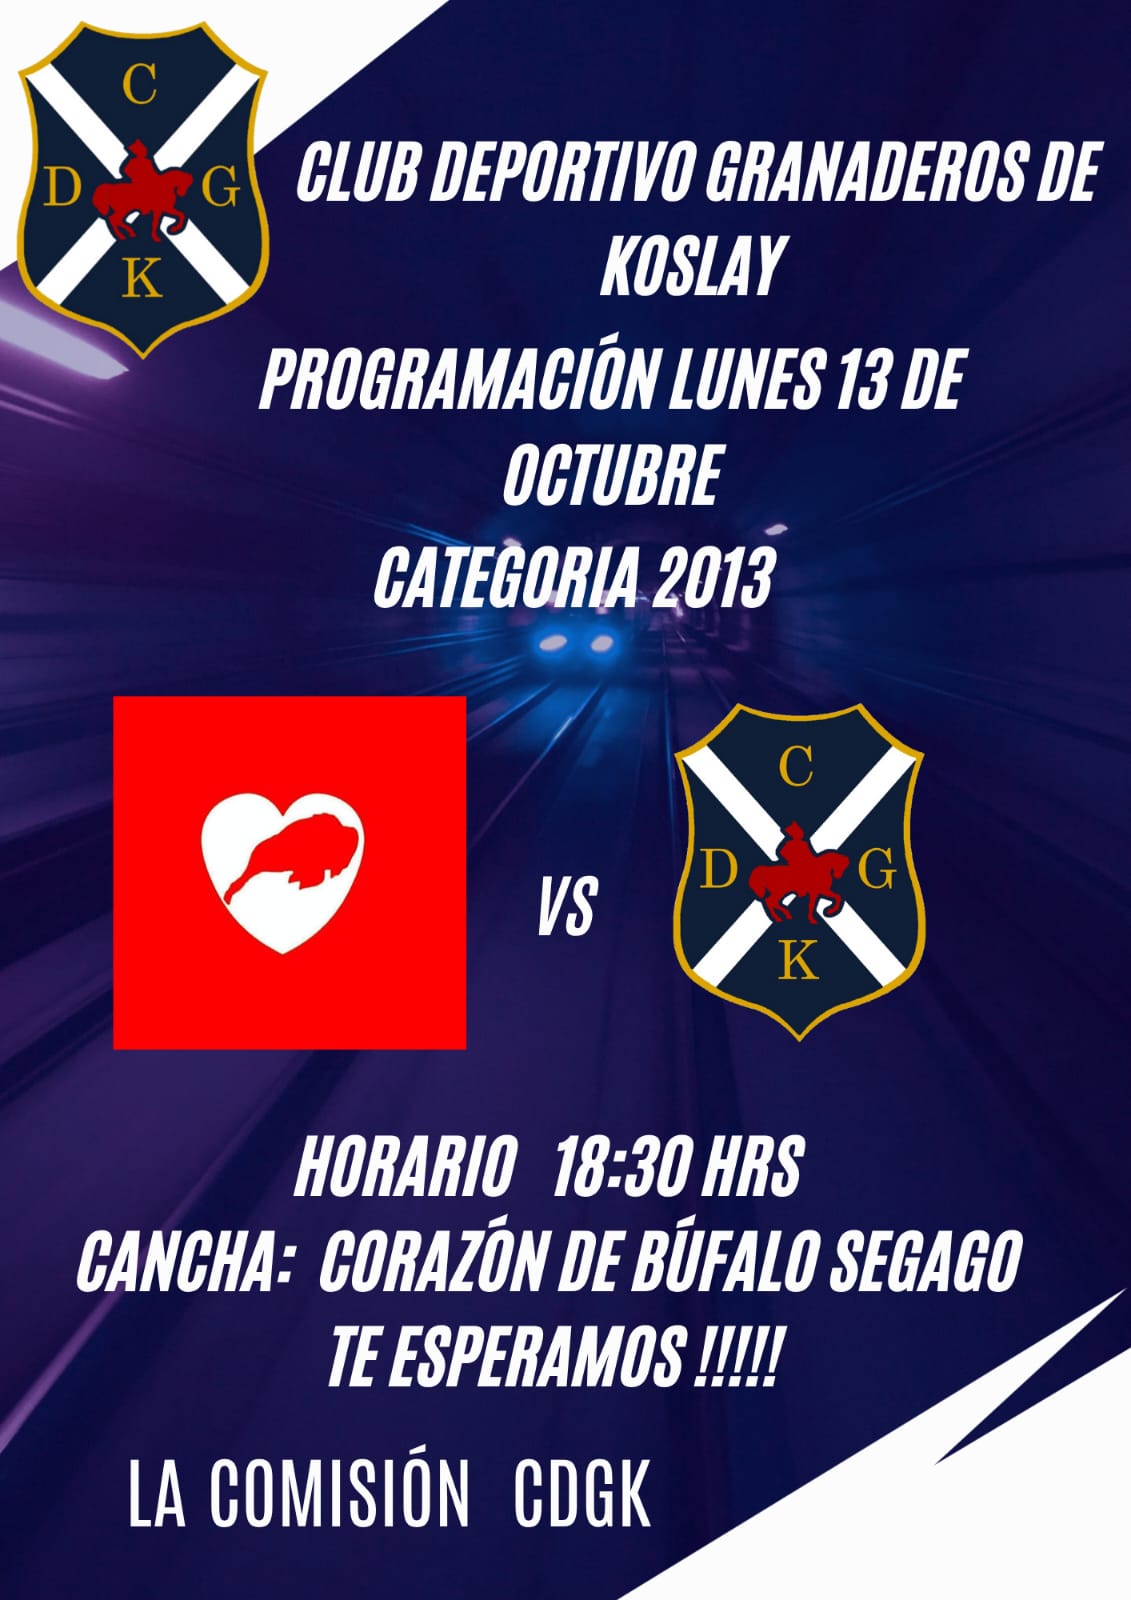 C
D G
K
CLUB DEPORTIVO GRANADEROS DE
KOSLAY
PROGRAMACIÓN LUNES 13 DE
OCTUBRE
CATEGORIA 2013
VS
C
D G
K
HORARIO 18:30 HRS
CANCHA: CORAZÓN DE BÚFALO SEGAGO
TE ESPERAMOS !!!!!
LA COMISIÓN CDGK